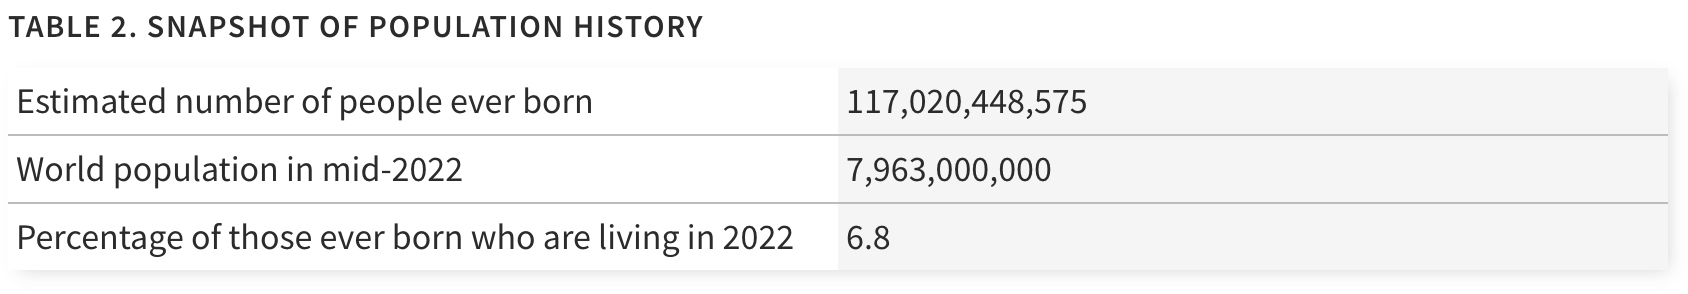 TABLE 2. SNAPSHOT OF POPULATION HISTORY
Estimated number of people ever born 117,020,448,575
World population in mid-2022 7,963,000,000
Percentage of those ever born who are living in 2022 6.8